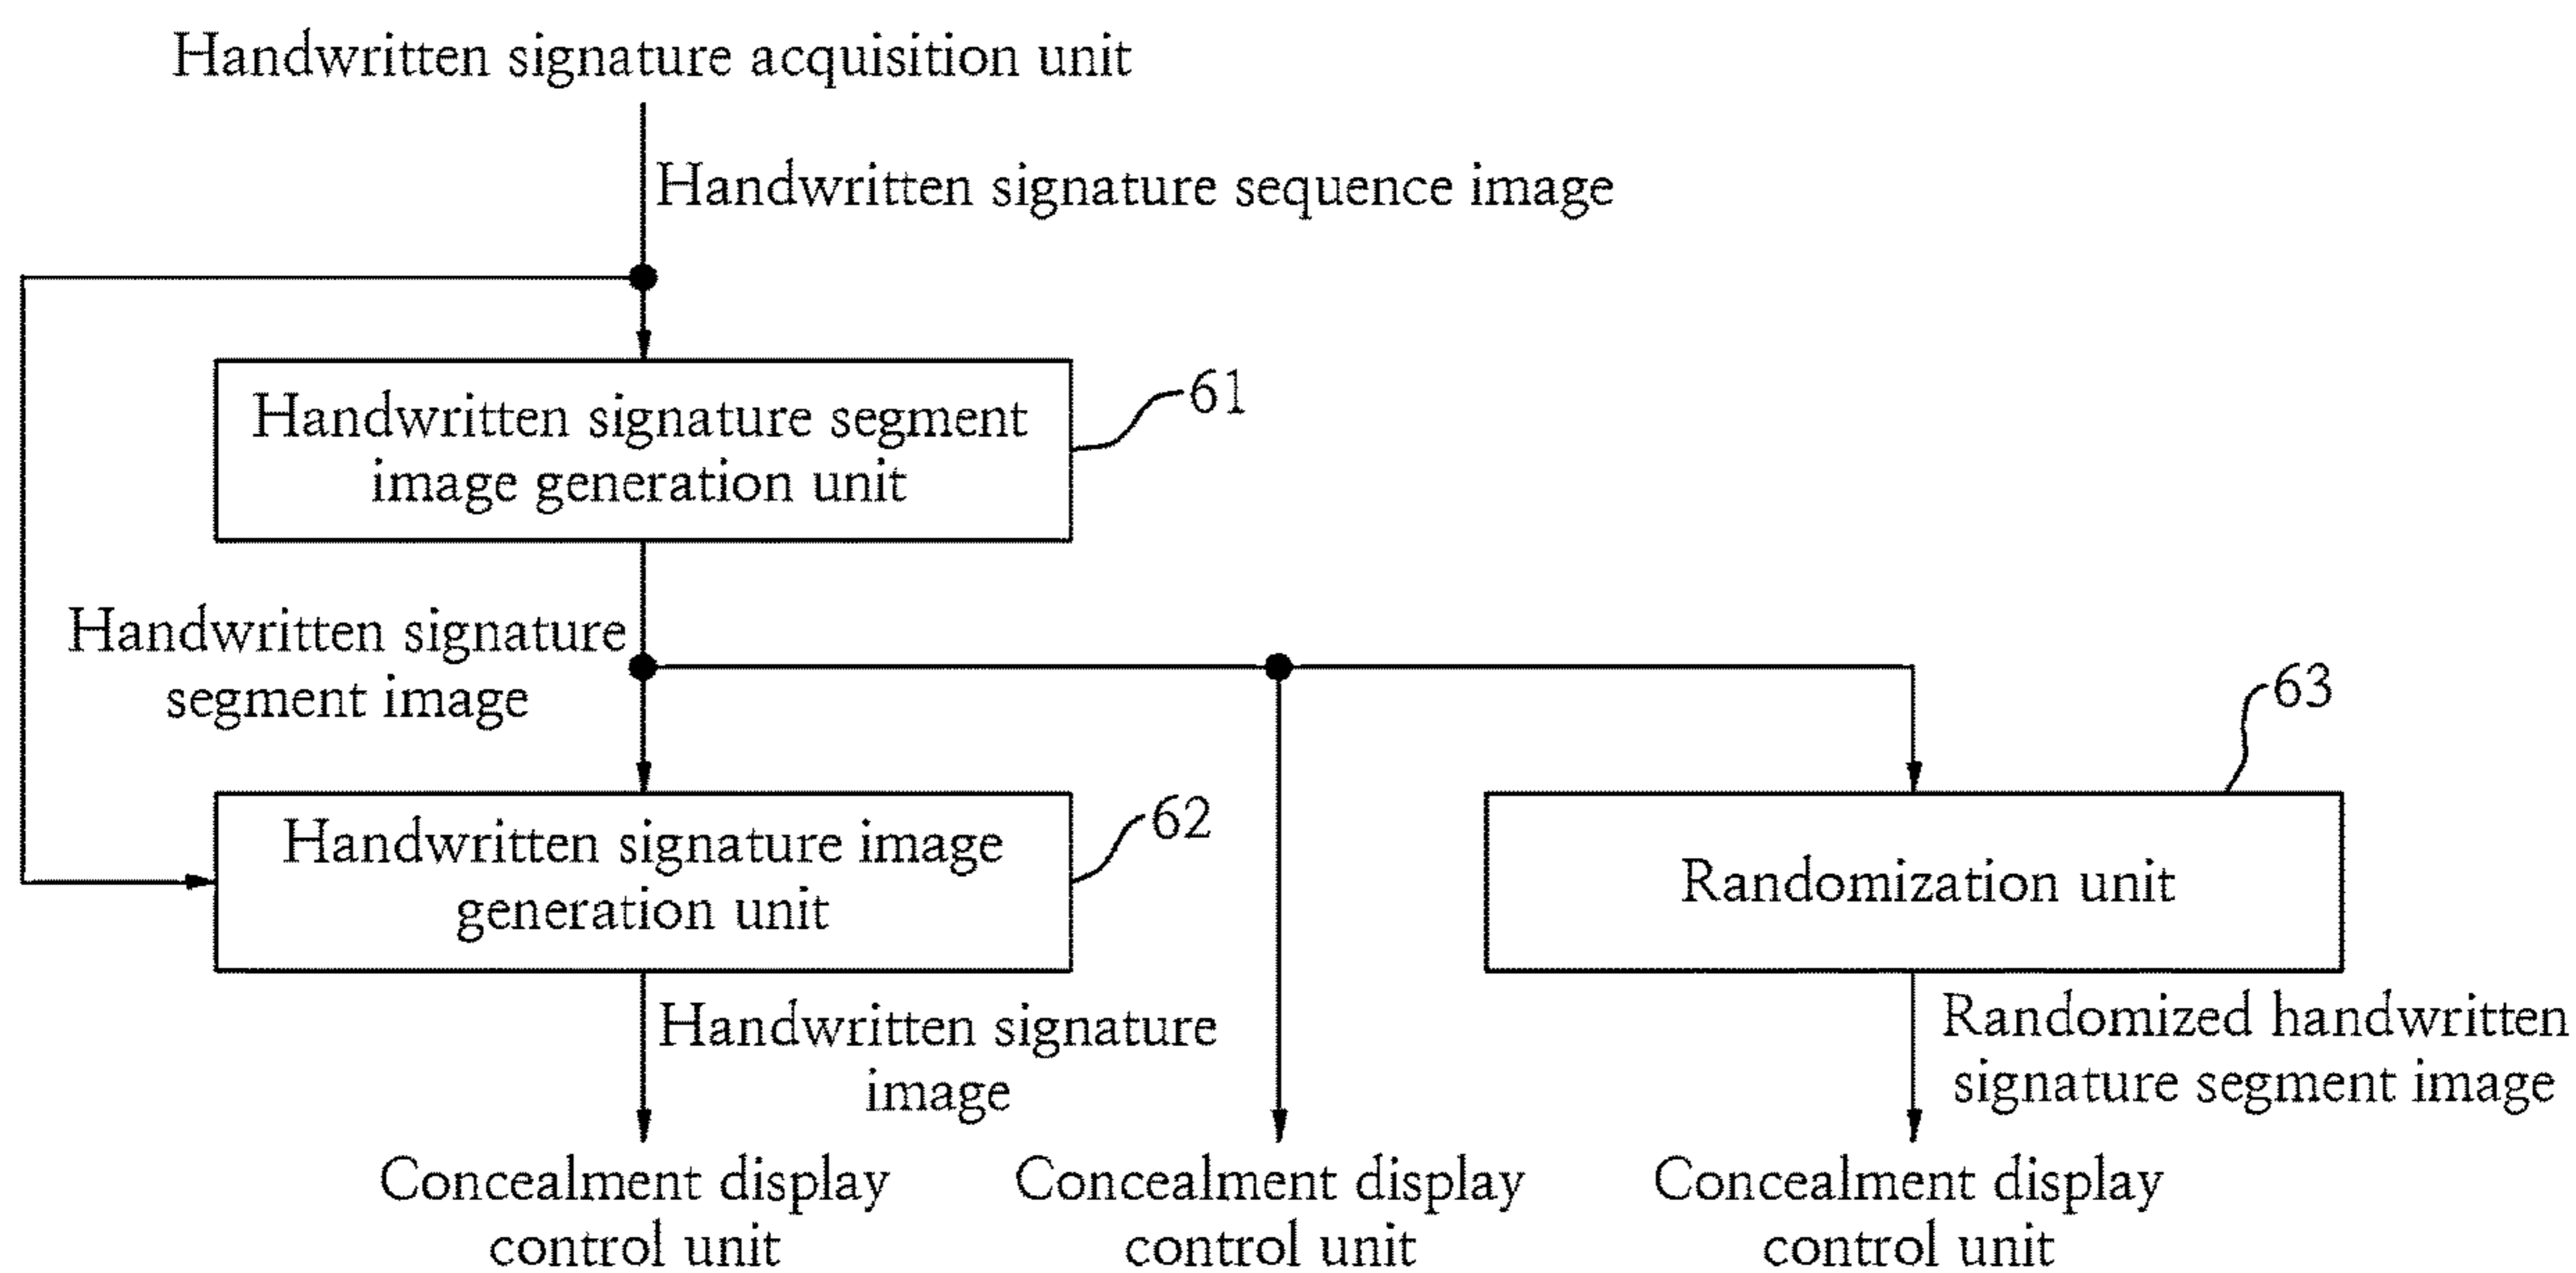 Handwritten signature acquisition unit
Handwritten signature sequence image
Handwritten signature segment
image generation unit
61
Handwritten signature
segment image
63
Handwritten signature image
generation unit
62
Randomization unit
Handwritten signature
image
Randomized handwritten
signature segment image
Concealment display
control unit
Concealment display
control unit
Concealment display
control unit